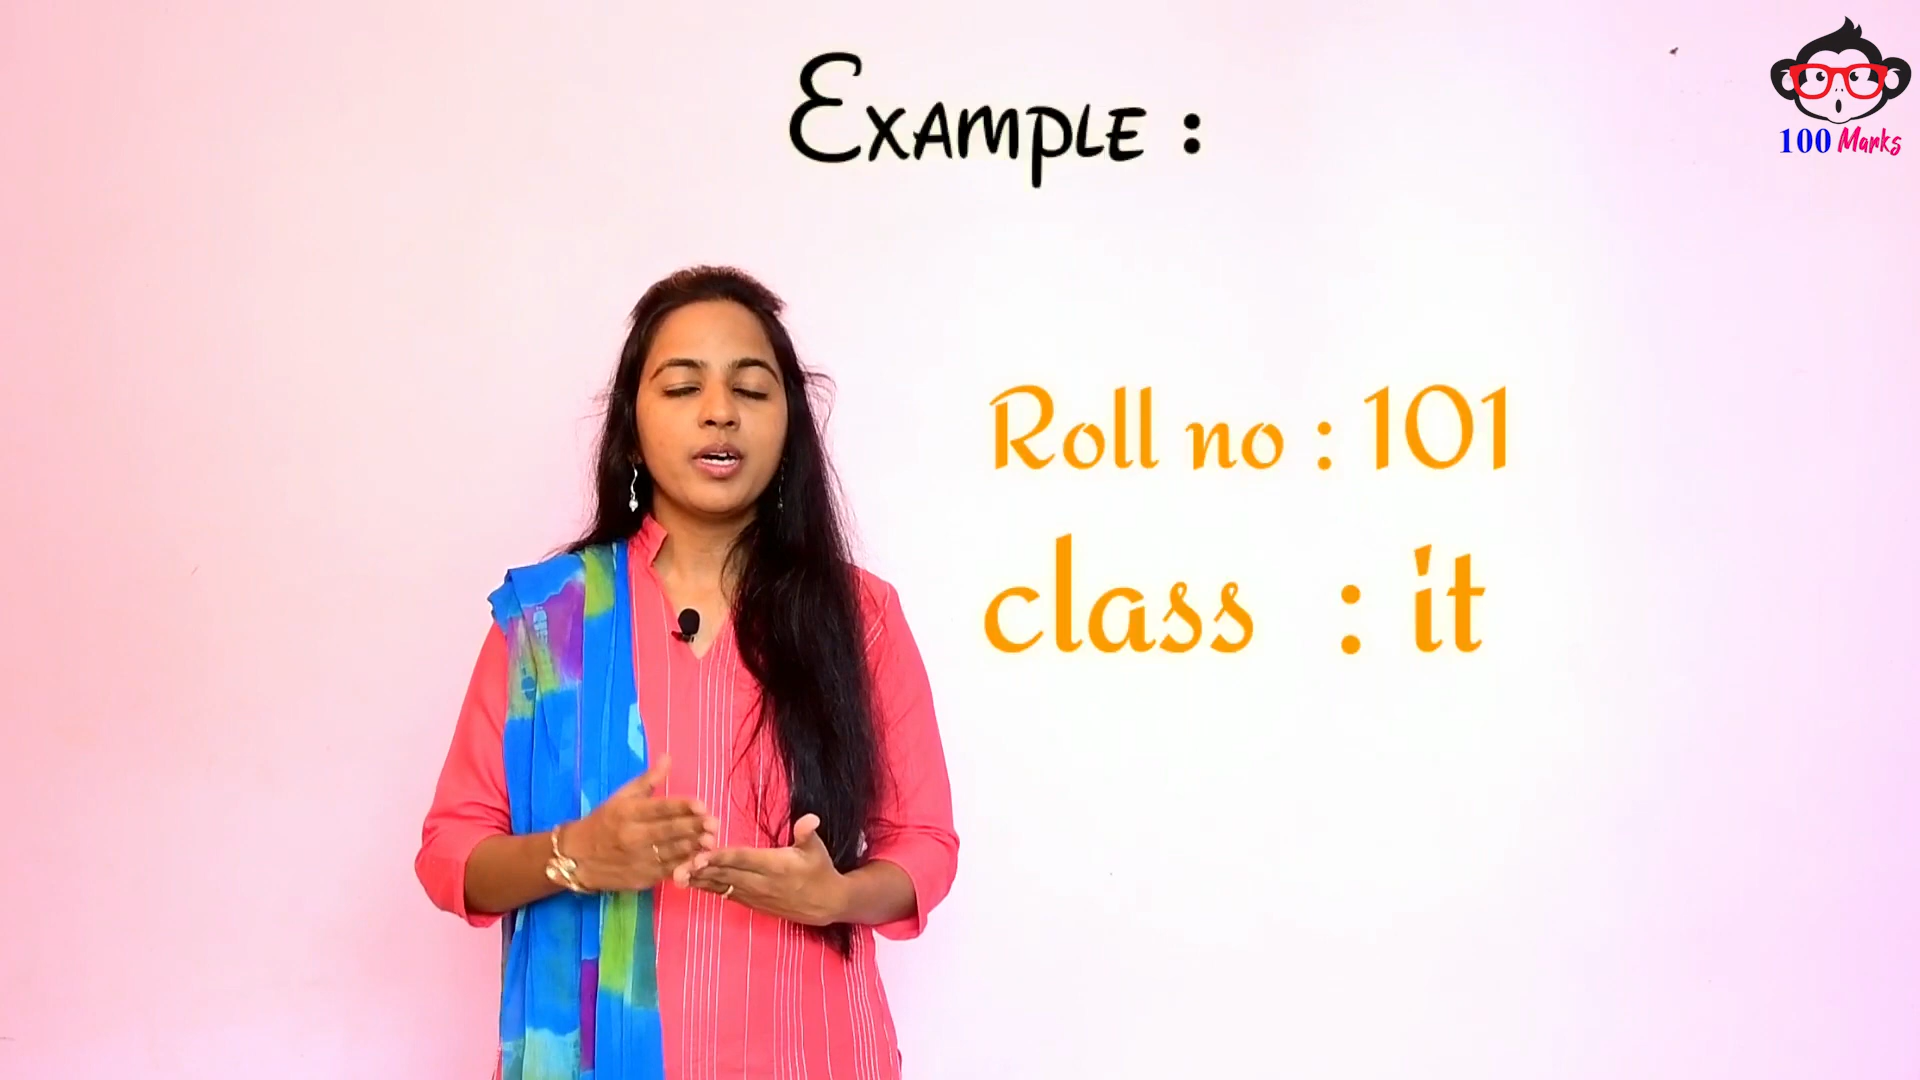 Example :
100 Marks
Roll no : 101
class : it